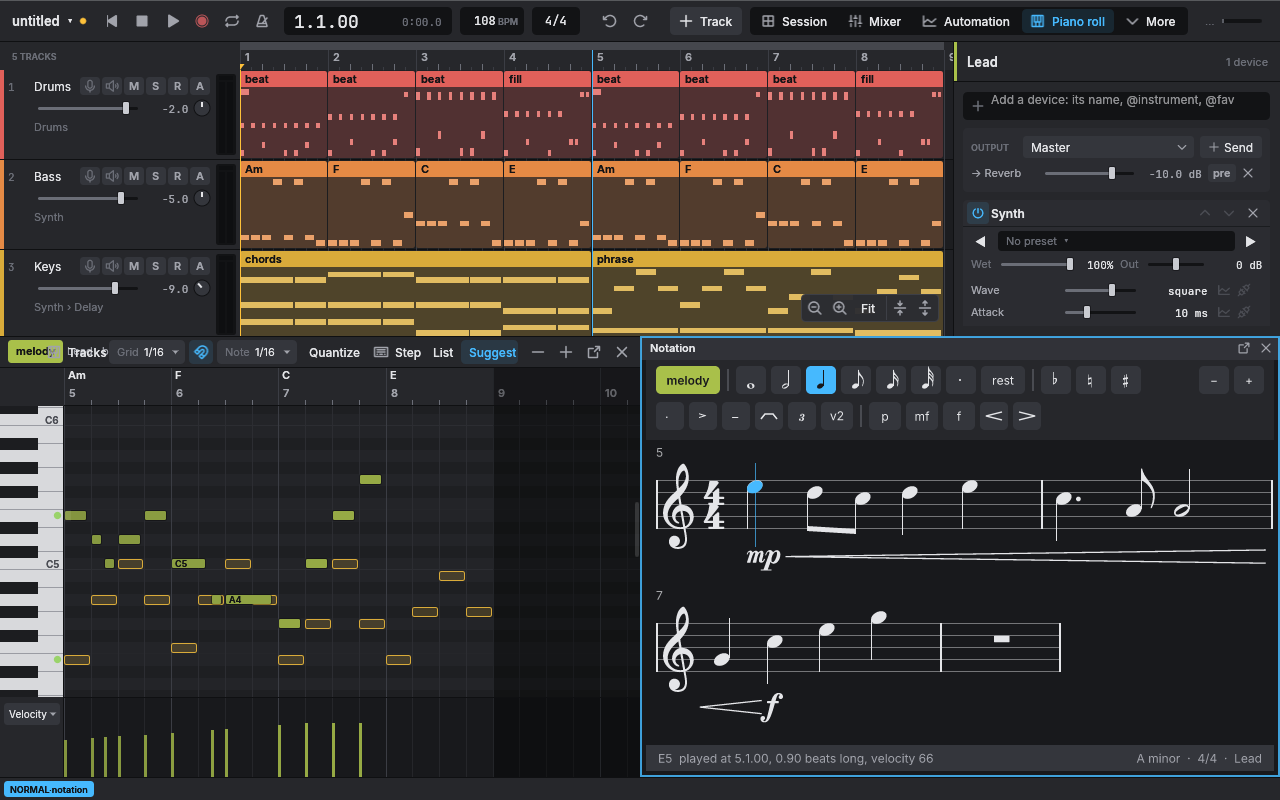 untitled
1.1.00 0:00.0 108 BPM 4/4
+ Track Session Mixer Automation Piano roll More ...
5 TRACKS
1 2 3 4 5 6 7 8 9
1 Drums M S R A
-2.0
Drums
beat beat beat fill beat beat beat fill
2 Bass M S R A
-5.0
Synth
Am F C E Am F C E
3 Keys M S R A
-9.0
Synth › Delay
chords phrase
Fit
Lead 1 device
Add a device: its name, @instrument, @fav
OUTPUT Master + Send
→ Reverb -10.0 dB pre
Synth
No preset
Wet 100% Out 0 dB
Wave square
Attack 10 ms
melody Tracks Grid 1/16 Note 1/16 Quantize Step List Suggest
Am F C E
5 6 7 8 9 10
C6
C5
C5
A4
Velocity
Notation
melody rest − +
v2 p mf f
5
mp
7
f
E5 played at 5.1.00, 0.90 beats long, velocity 66
A minor · 4/4 · Lead
NORMAL·notation